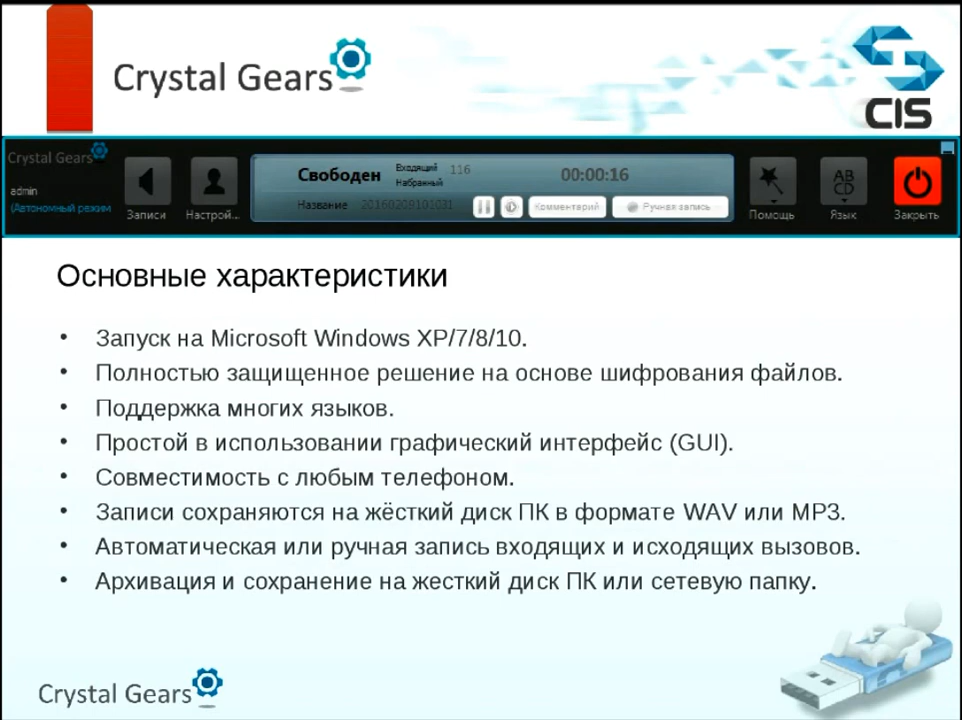 Crystal Gears
CIS
Crystal Gears
admin
(Автономный режим
Записи
Настрой...
Свободен
Входящий 116
Набранный
00:00:16
Название 20160209101031
Комментарий
Ручная запись
Помощь
AB
CD
Язык
Закрыть
Основные характеристики
• Запуск на Microsoft Windows XP/7/8/10.
• Полностью защищенное решение на основе шифрования файлов.
• Поддержка многих языков.
• Простой в использовании графический интерфейс (GUI).
• Совместимость с любым телефоном.
• Записи сохраняются на жёсткий диск ПК в формате WAV или MP3.
• Автоматическая или ручная запись входящих и исходящих вызовов.
• Архивация и сохранение на жесткий диск ПК или сетевую папку.
Crystal Gears